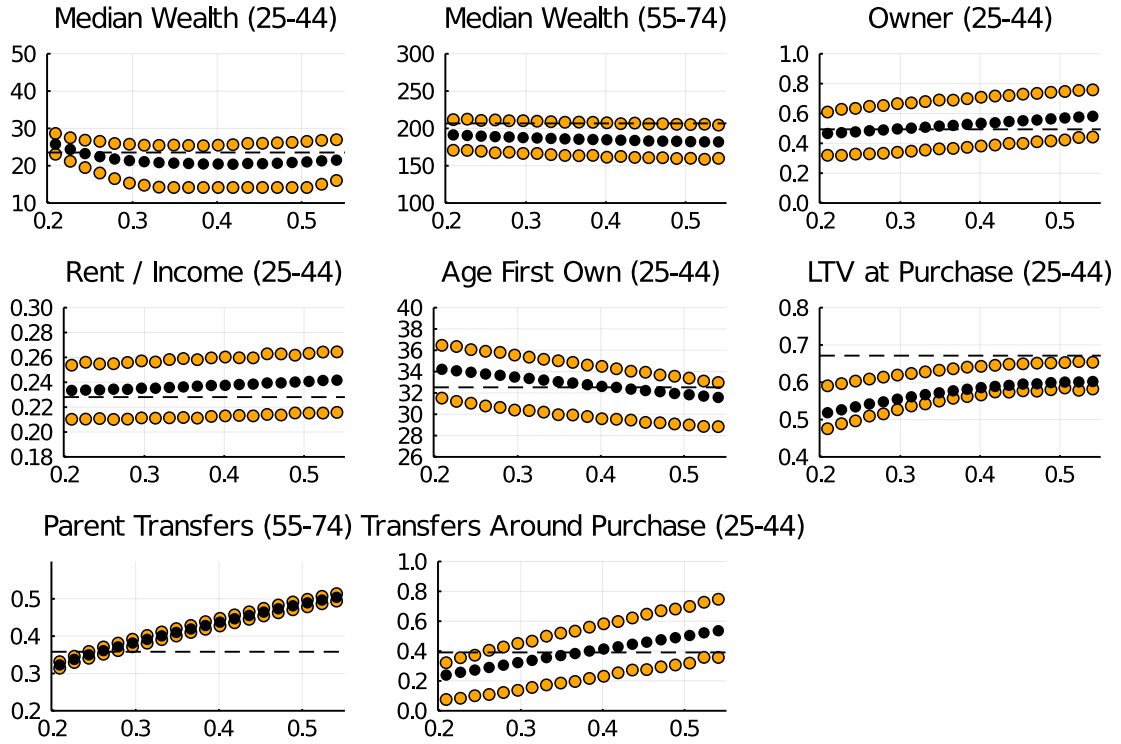 Median Wealth (25-44)
50
40
30
20
10
0.2 0.3 0.4 0.5
Median Wealth (55-74)
300
250
200
150
100
0.2 0.3 0.4 0.5
Owner (25-44)
1.0
0.8
0.6
0.4
0.2
0.0
0.2 0.3 0.4 0.5
Rent / Income (25-44)
0.30
0.28
0.26
0.24
0.22
0.20
0.18
0.2 0.3 0.4 0.5
Age First Own (25-44)
40
38
36
34
32
30
28
26
0.2 0.3 0.4 0.5
LTV at Purchase (25-44)
0.8
0.7
0.6
0.5
0.4
0.2 0.3 0.4 0.5
Parent Transfers (55-74)
0.5
0.4
0.3
0.2
0.2 0.3 0.4 0.5
Transfers Around Purchase (25-44)
1.0
0.8
0.6
0.4
0.2
0.0
0.2 0.3 0.4 0.5